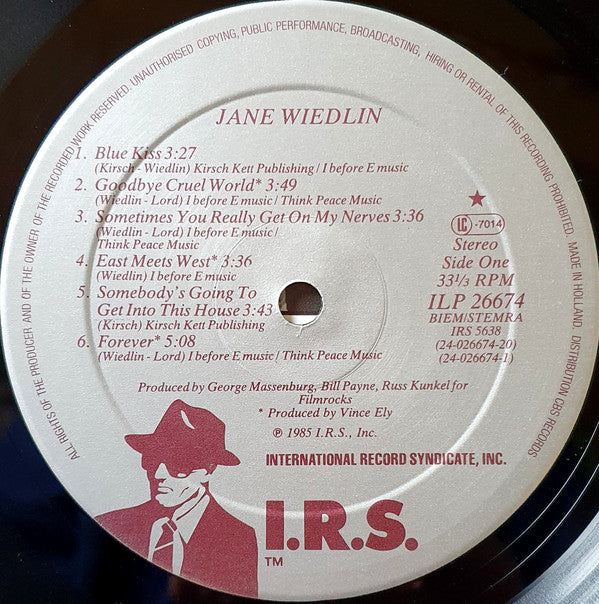 ALL RIGHTS OF THE PRODUCER AND OF THE OWNER OF THE RECORDED WORK RESERVED. UNAUTHORISED COPYING, PUBLIC PERFORMANCE, BROADCASTING, HIRING OR RENTAL OF THIS RECORDING PROHIBITED. MADE IN HOLLAND. DISTRIBUTION CBS RECORDS
JANE WIEDLIN
1. Blue Kiss 3:27
(Kirsch - Wiedlin) Kirsch Kett Publishing / I before E music
2. Goodbye Cruel World* 3:49
(Wiedlin - Lord) I before E music / Think Peace Music
3. Sometimes You Really Get On My Nerves 3:36
(Wiedlin - Lord) I before E music /
Think Peace Music
4. East Meets West* 3:36
(Wiedlin) I before E music
5. Somebody's Going To
Get Into This House 3:43
(Kirsch) Kirsch Kett Publishing
6. Forever* 5:08
(Wiedlin - Lord) I before E music / Think Peace Music
LC -7014
Stereo
Side One
33⅓ RPM
ILP 26674
BIEM/STEMRA
IRS 5638
(24-026674-20)
(24-026674-1)
Produced by George Massenburg, Bill Payne, Russ Kunkel for
Filmrocks
* Produced by Vince Ely
℗ 1985 I.R.S., Inc.
INTERNATIONAL RECORD SYNDICATE, INC.
I.R.S.
TM